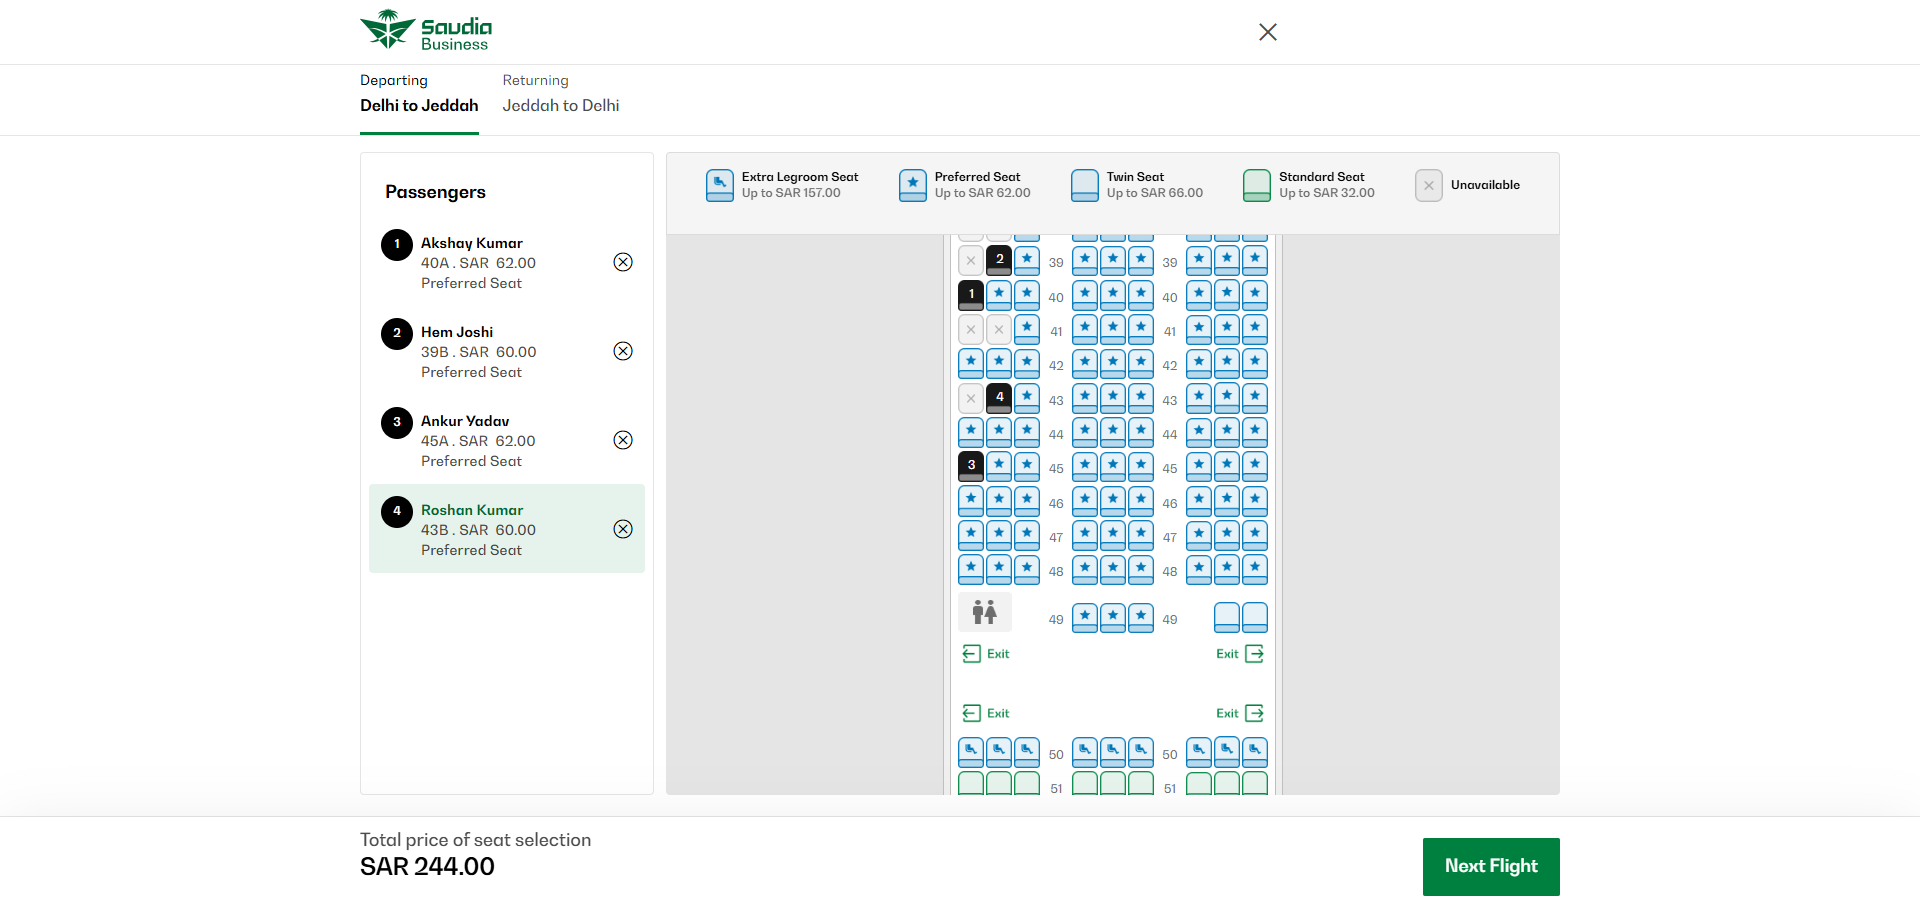 Saudia
Business
Departing
Delhi to Jeddah
Returning
Jeddah to Delhi
Passengers
1
Akshay Kumar
40A . SAR 62.00
Preferred Seat
2
Hem Joshi
39B . SAR 60.00
Preferred Seat
3
Ankur Yadav
45A . SAR 62.00
Preferred Seat
4
Roshan Kumar
43B . SAR 60.00
Preferred Seat
Extra Legroom Seat
Up to SAR 157.00
Preferred Seat
Up to SAR 62.00
Twin Seat
Up to SAR 66.00
Standard Seat
Up to SAR 32.00
Unavailable
2 39 39
1 40 40
41 41
42 42
4 43 43
44 44
3 45 45
46 46
47 47
48 48
49 49
Exit Exit
Exit Exit
50 50
51 51
Total price of seat selection
SAR 244.00
Next Flight